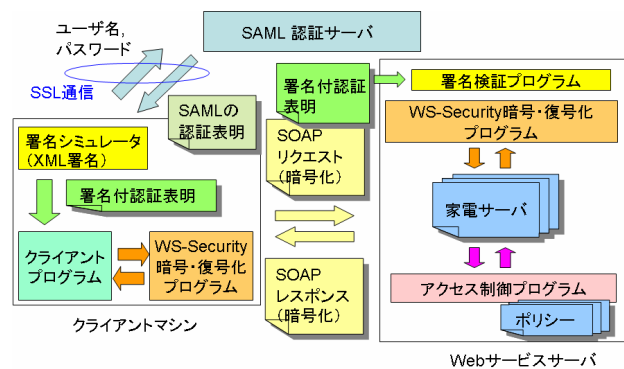 ユーザ名,
パスワード
SAML 認証サーバ
SSL通信
SAMLの
認証表明
署名付認証
表明
署名検証プログラム
WS-Security暗号・復号化
プログラム
署名シミュレータ
(XML署名)
SOAP
リクエスト
(暗号化)
署名付認証表明
家電サーバ
クライアント
プログラム
WS-Security
暗号・復号化
プログラム
SOAP
レスポンス
(暗号化)
アクセス制御プログラム
ポリシー
クライアントマシン
Webサービスサーバ